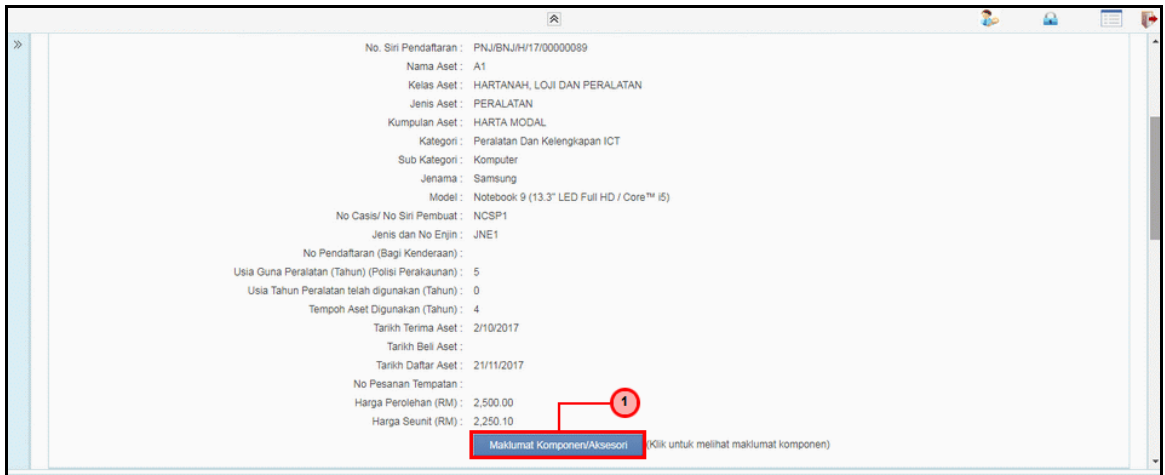 No. Siri Pendaftaran : PNJ/BNJ/H/17/00000089
Nama Aset : A1
Kelas Aset : HARTANAH, LOJI DAN PERALATAN
Jenis Aset : PERALATAN
Kumpulan Aset : HARTA MODAL
Kategori : Peralatan Dan Kelengkapan ICT
Sub Kategori : Komputer
Jenama : Samsung
Model : Notebook 9 (13.3" LED Full HD / Core™ i5)
No Casis/ No Siri Pembuat : NCSP1
Jenis dan No Enjin : JNE1
No Pendaftaran (Bagi Kenderaan) :
Usia Guna Peralatan (Tahun) (Polisi Perakaunan) : 5
Usia Tahun Peralatan telah digunakan (Tahun) : 0
Tempoh Aset Digunakan (Tahun) : 4
Tarikh Terima Aset : 2/10/2017
Tarikh Beli Aset :
Tarikh Daftar Aset : 21/11/2017
No Pesanan Tempatan :
Harga Perolehan (RM) : 2,500.00
1
Harga Seunit (RM) : 2,250.10
Maklumat Komponen/Aksesori (Klik untuk melihat maklumat komponen)